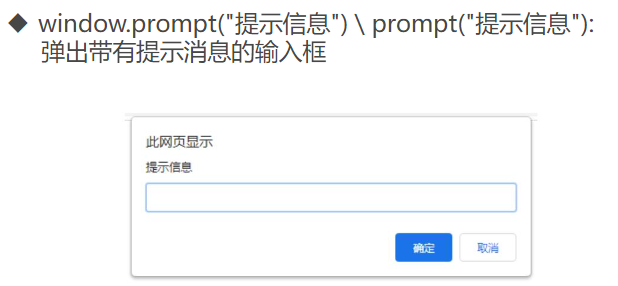 ◆ window.prompt("提示信息") \ prompt("提示信息"):
弹出带有提示消息的输入框
此网页显示
提示信息
确定 取消